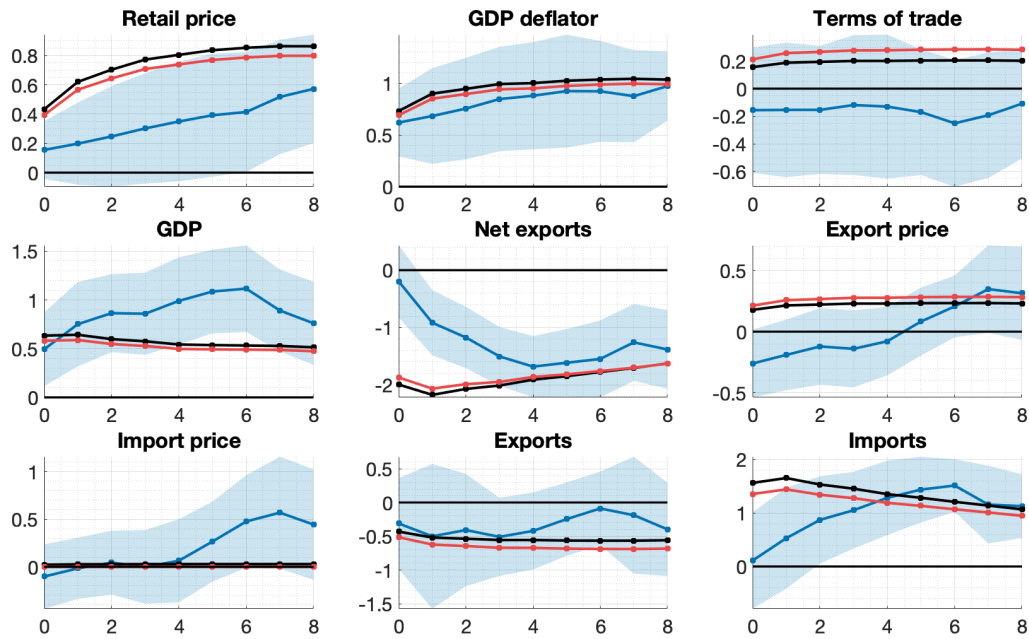 Retail price
0.8
0.6
0.4
0.2
0
0 2 4 6 8
GDP deflator
1
0.5
0
0 2 4 6 8
Terms of trade
0.2
0
-0.2
-0.4
-0.6
0 2 4 6 8
GDP
1.5
1
0.5
0
0 2 4 6 8
Net exports
0
-1
-2
0 2 4 6 8
Export price
0.5
0
-0.5
0 2 4 6 8
Import price
1
0.5
0
0 2 4 6 8
Exports
0.5
0
-0.5
-1
-1.5
0 2 4 6 8
Imports
2
1
0
0 2 4 6 8